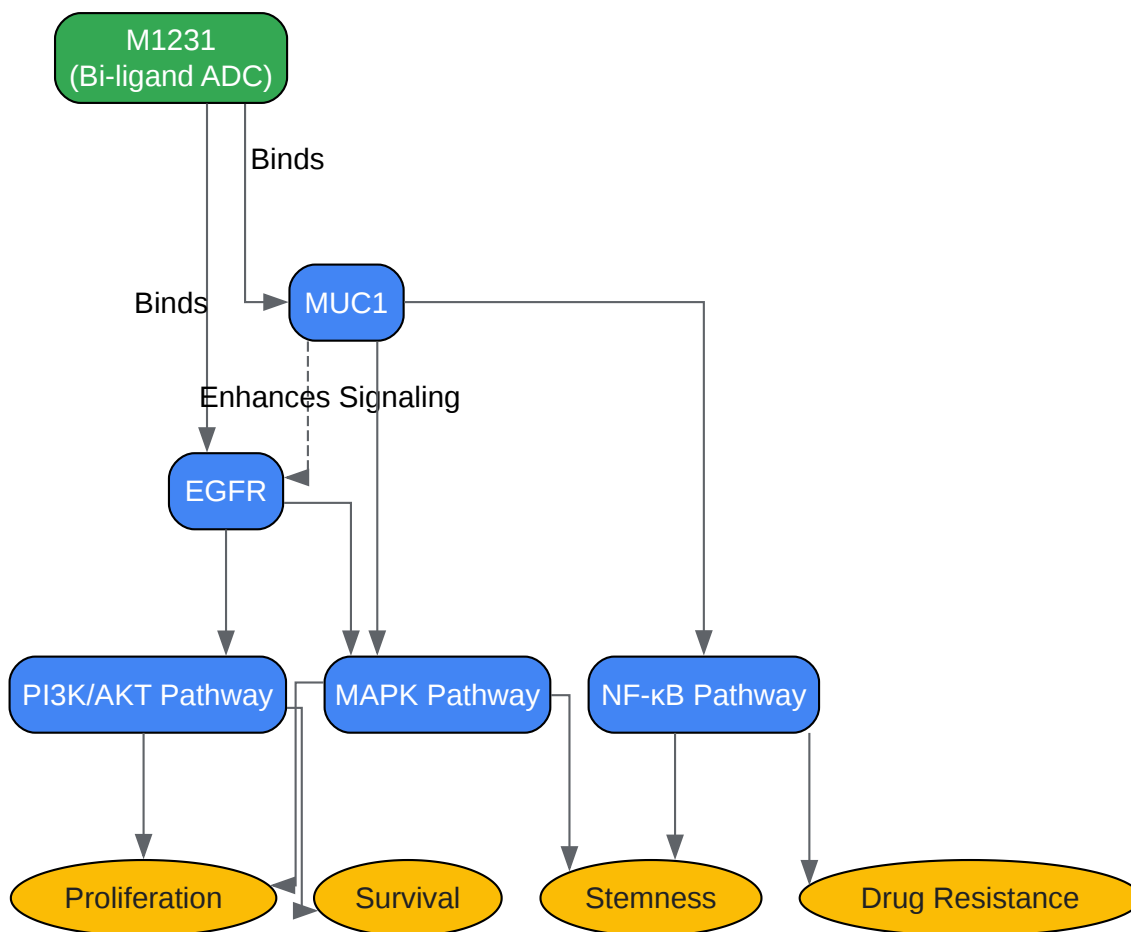 M1231
(Bi-ligand ADC)
Binds
Binds
MUC1
Enhances Signaling
EGFR
PI3K/AKT Pathway
MAPK Pathway
NF-κB Pathway
Proliferation
Survival
Stemness
Drug Resistance